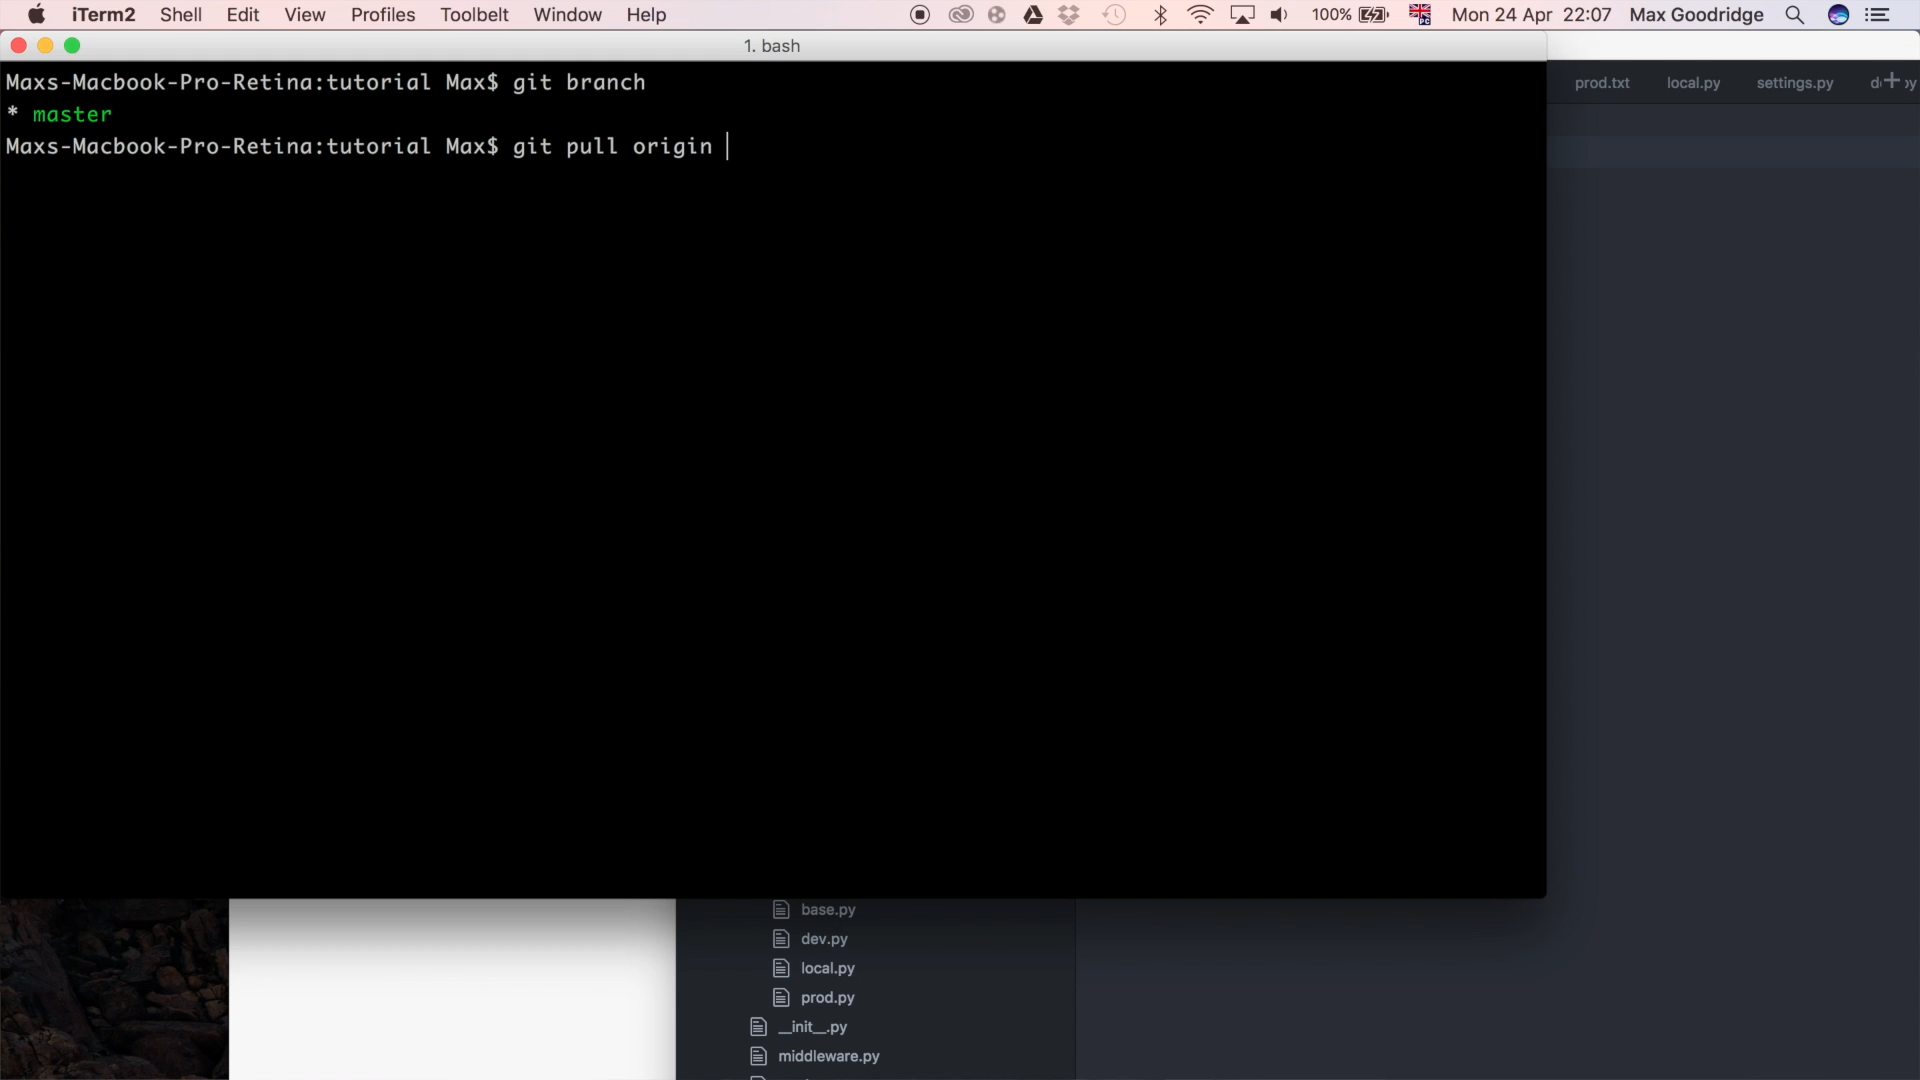 iTerm2 Shell Edit View Profiles Toolbelt Window Help 100% Mon 24 Apr 22:07 Max Goodridge
1. bash
Maxs-Macbook-Pro-Retina:tutorial Max$ git branch
* master
Maxs-Macbook-Pro-Retina:tutorial Max$ git pull origin
prod.txt local.py settings.py
base.py
dev.py
local.py
prod.py
__init__.py
middleware.py